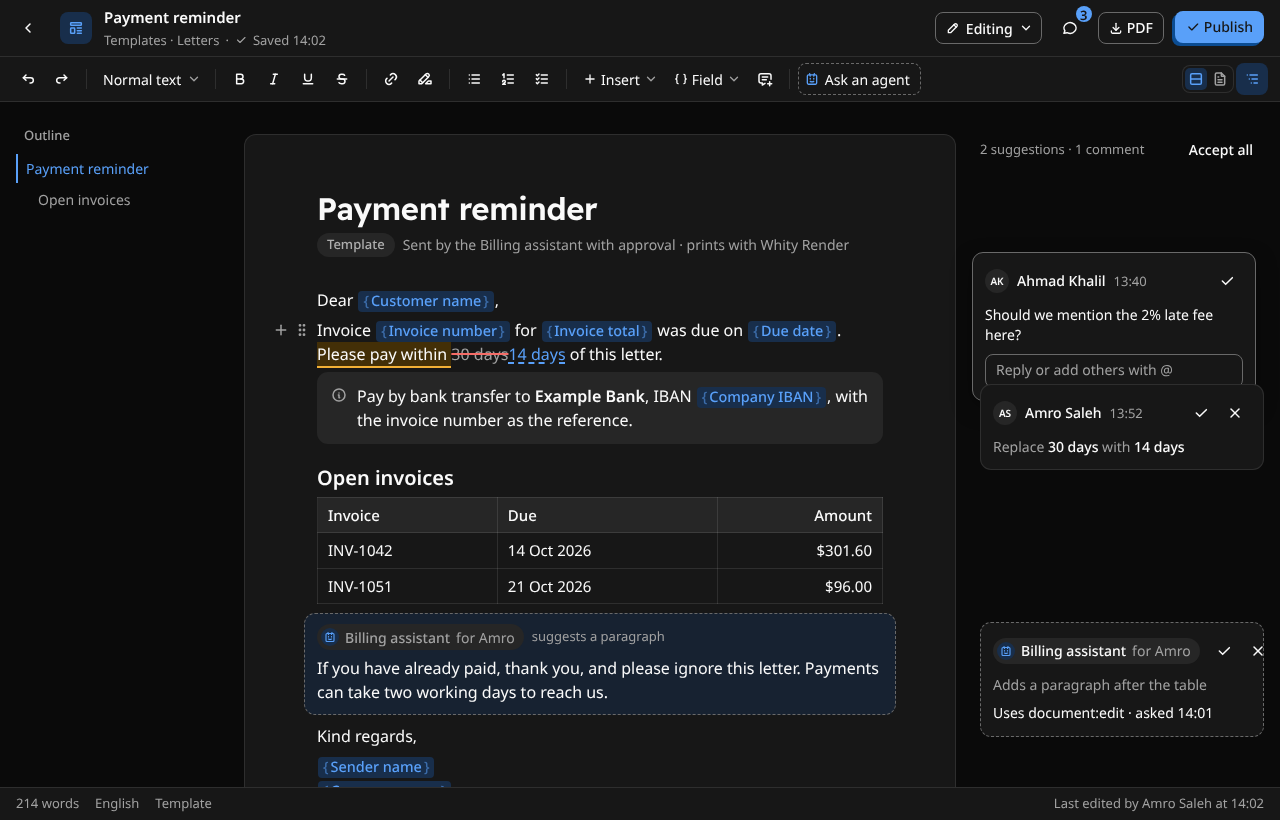 Payment reminder
Templates · Letters · Saved 14:02
Editing
3
PDF
Publish
Normal text
B I U S
Insert
{ } Field
Ask an agent
Outline
Payment reminder
Open invoices
2 suggestions · 1 comment
Accept all
Payment reminder
Template Sent by the Billing assistant with approval · prints with Whity Render
Dear {Customer name},
Invoice {Invoice number} for {Invoice total} was due on {Due date}.
Please pay within 30 days14 days of this letter.
Pay by bank transfer to Example Bank, IBAN {Company IBAN}, with
the invoice number as the reference.
Open invoices
Invoice Due Amount
INV-1042 14 Oct 2026 $301.60
INV-1051 21 Oct 2026 $96.00
Billing assistant for Amro suggests a paragraph
If you have already paid, thank you, and please ignore this letter. Payments
can take two working days to reach us.
Kind regards,
{Sender name}
AK Ahmad Khalil 13:40
Should we mention the 2% late fee
here?
Reply or add others with @
AS Amro Saleh 13:52
Replace 30 days with 14 days
Billing assistant for Amro
Adds a paragraph after the table
Uses document:edit · asked 14:01
214 words English Template
Last edited by Amro Saleh at 14:02